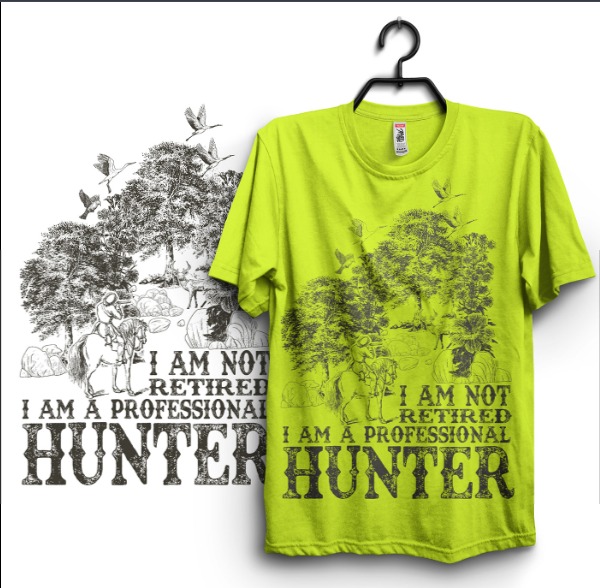 I AM NOT
RETIRED
I AM A PROFESSIONAL
HUNTER
I AM NOT
RETIRED
I AM A PROFESSIONAL
HUNTER